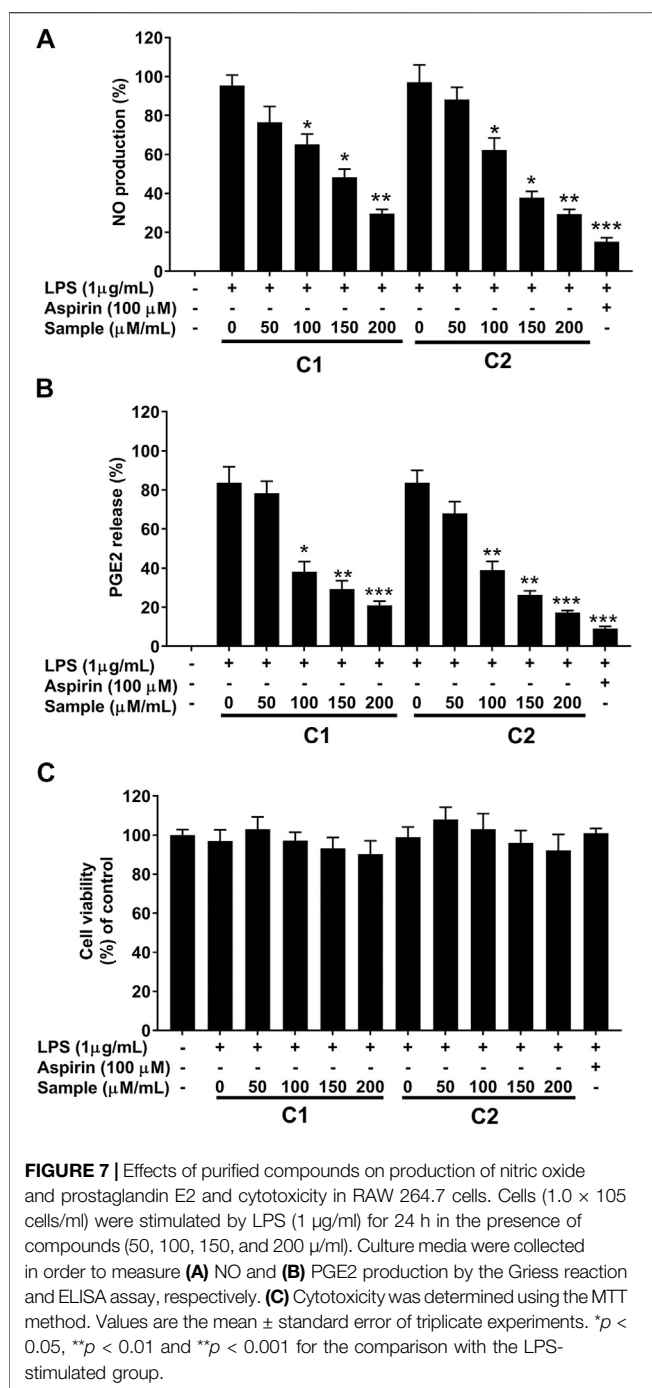 A
120
100
80
60
40
20
0
NO production (%)
* * ** * * ** ***
LPS (1μg/mL) - + + + + + + + + + + +
Aspirin (100 μM) - - - - - - - - - - - +
Sample (μM/mL) - 0 50 100 150 200 0 50 100 150 200 -
C1 C2
B
120
100
80
60
40
20
0
PGE2 release (%)
* ** *** ** ** *** ***
LPS (1μg/mL) - + + + + + + + + + + +
Aspirin (100 μM) - - - - - - - - - - - +
Sample (μM/mL) - 0 50 100 150 200 0 50 100 150 200 -
C1 C2
C
120
100
80
60
40
20
0
Cell viability
(%) of control
LPS (1μg/mL) - + + + + + + + + + + +
Aspirin (100 μM) - - - - - - - - - - - +
Sample (μM/mL) - 0 50 100 150 200 0 50 100 150 200 -
C1 C2
FIGURE 7 | Effects of purified compounds on production of nitric oxide
and prostaglandin E2 and cytotoxicity in RAW 264.7 cells. Cells (1.0 × 105
cells/ml) were stimulated by LPS (1 μg/ml) for 24 h in the presence of
compounds (50, 100, 150, and 200 μ/ml). Culture media were collected
in order to measure (A) NO and (B) PGE2 production by the Griess reaction
and ELISA assay, respectively. (C) Cytotoxicity was determined using the MTT
method. Values are the mean ± standard error of triplicate experiments. *p <
0.05, **p < 0.01 and **p < 0.001 for the comparison with the LPS-
stimulated group.